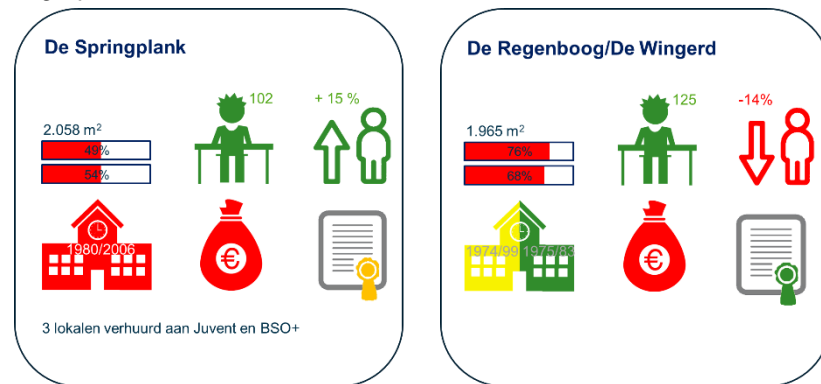 De Springplank
102
+ 15 %
2.058 m²
49%
54%
1980/2006
€
3 lokalen verhuurd aan Juvent en BSO+
De Regenboog/De Wingerd
125
-14%
1.965 m²
76%
68%
1974/99 1975/83
€